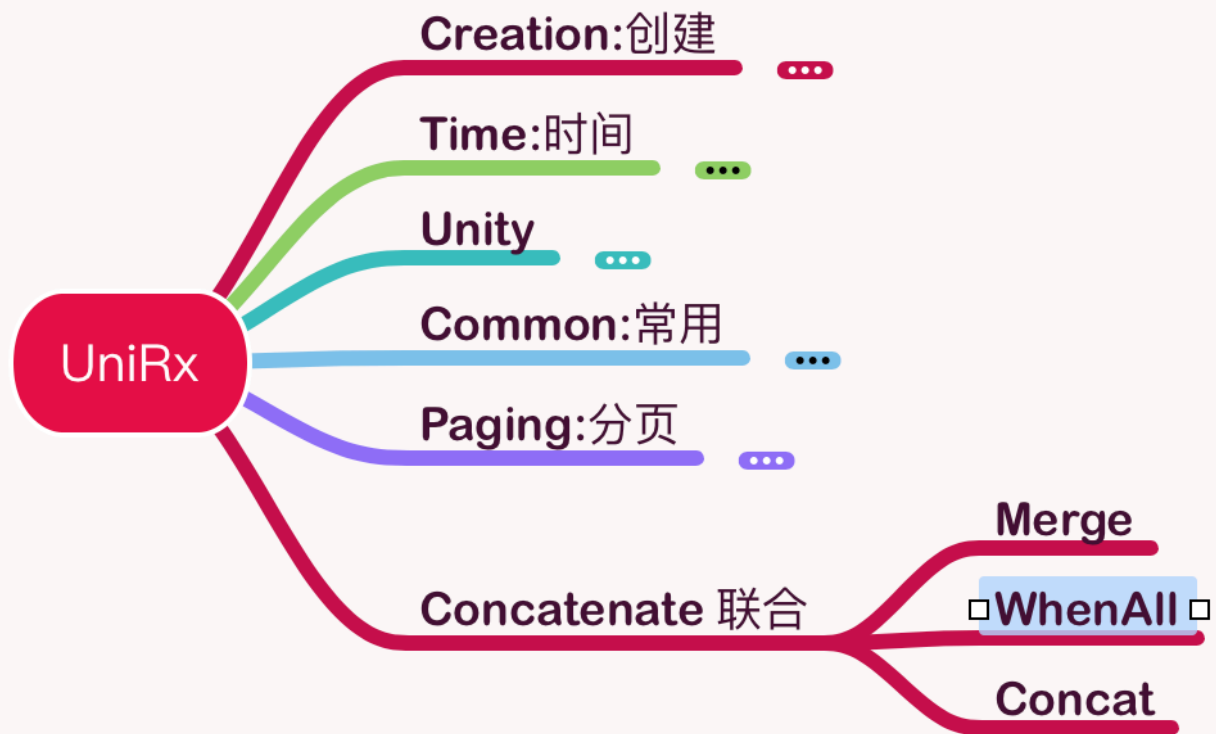 Creation:创建
Time:时间
Unity
Common:常用
UniRx
Paging:分页
Merge
Concatenate 联合
WhenAll
Concat